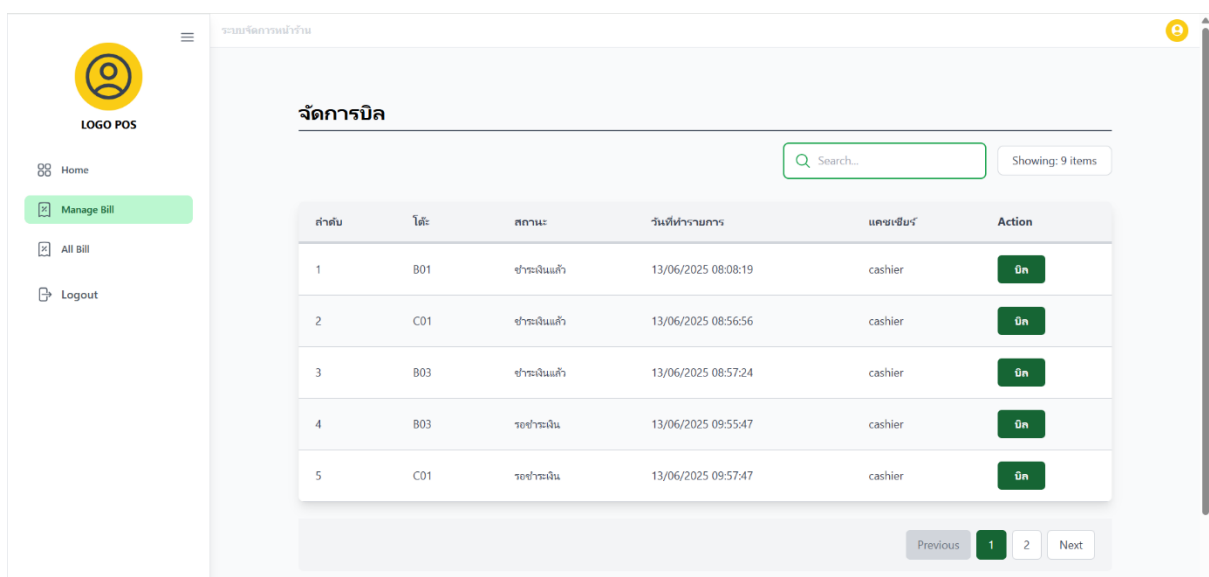 ระบบจัดการหน้าร้าน
LOGO POS
Home
Manage Bill
All Bill
Logout
จัดการบิล
Search...
Showing: 9 items
ลำดับ โต๊ะ สถานะ วันที่ทำรายการ แคชเชียร์ Action
1 B01 ชำระเงินแล้ว 13/06/2025 08:08:19 cashier บิล
2 C01 ชำระเงินแล้ว 13/06/2025 08:56:56 cashier บิล
3 B03 ชำระเงินแล้ว 13/06/2025 08:57:24 cashier บิล
4 B03 รอชำระเงิน 13/06/2025 09:55:47 cashier บิล
5 C01 รอชำระเงิน 13/06/2025 09:57:47 cashier บิล
Previous 1 2 Next